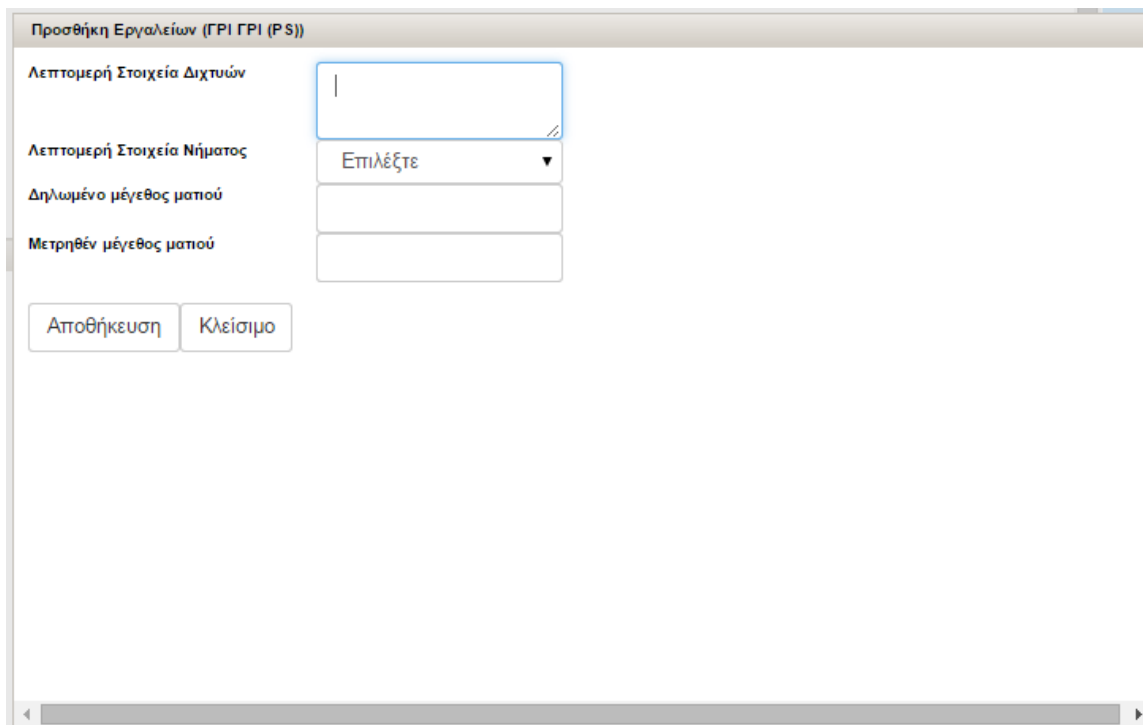 Προσθήκη Εργαλείων (ΓΡΙ ΓΡΙ (PS))
Λεπτομερή Στοιχεία Διχτυών
Λεπτομερή Στοιχεία Νήματος
Επιλέξτε
Δηλωμένο μέγεθος ματιού
Μετρηθέν μέγεθος ματιού
Αποθήκευση
Κλείσιμο